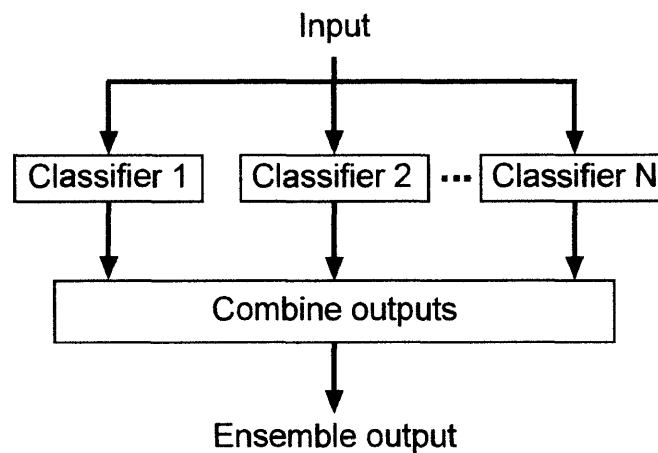 Input
Classifier 1
Classifier 2
...
Classifier N
Combine outputs
Ensemble output